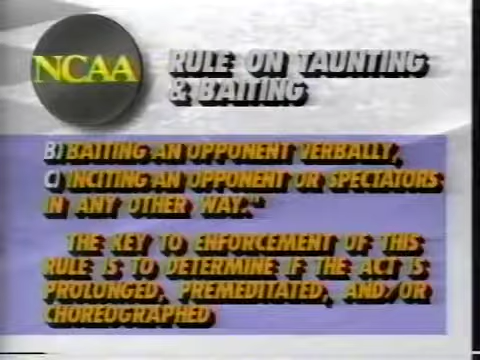 NCAA
RULE ON TAUNTING
& BAITING
B) BAITING AN OPPONENT VERBALLY,
C) INCITING AN OPPONENT OR SPECTATORS
IN ANY OTHER WAY."
THE KEY TO ENFORCEMENT OF THIS
RULE IS TO DETERMINE IF THE ACT IS
PROLONGED, PREMEDITATED, AND/OR
CHOREOGRAPHED